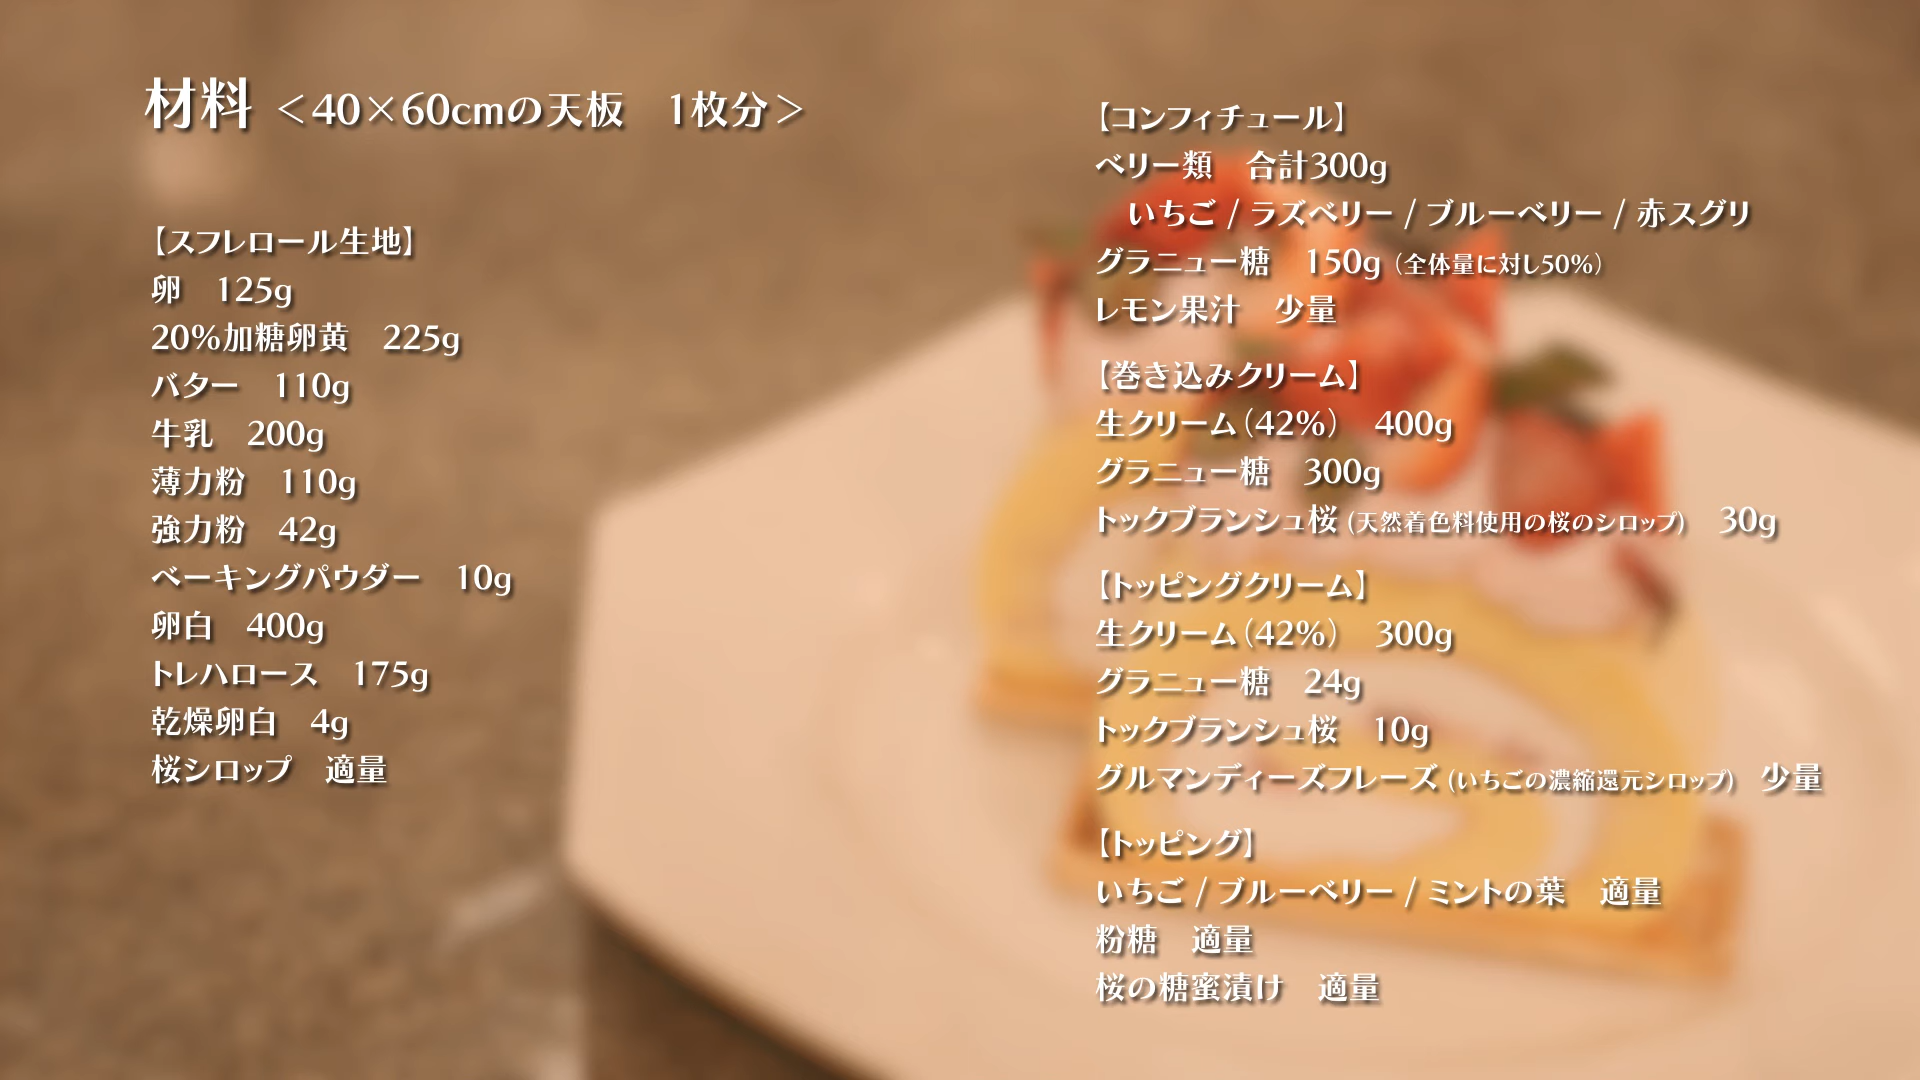 材料 ＜40×60cmの天板　1枚分＞
【スフレロール生地】
卵　125g
20%加糖卵黄　225g
バター　110g
牛乳　200g
薄力粉　110g
強力粉　42g
ベーキングパウダー　10g
卵白　400g
トレハロース　175g
乾燥卵白　4g
桜シロップ　適量
【コンフィチュール】
ベリー類　合計300g
いちご / ラズベリー / ブルーベリー / 赤スグリ
グラニュー糖　150g（全体量に対し50%）
レモン果汁　少量
【巻き込みクリーム】
生クリーム（42%）　400g
グラニュー糖　300g
トックブランシュ桜 (天然着色料使用の桜のシロップ)　30g
【トッピングクリーム】
生クリーム（42%）　300g
グラニュー糖　24g
トックブランシュ桜　10g
グルマンディーズフレーズ (いちごの濃縮還元シロップ)　少量
【トッピング】
いちご / ブルーベリー / ミントの葉　適量
粉糖　適量
桜の糖蜜漬け　適量